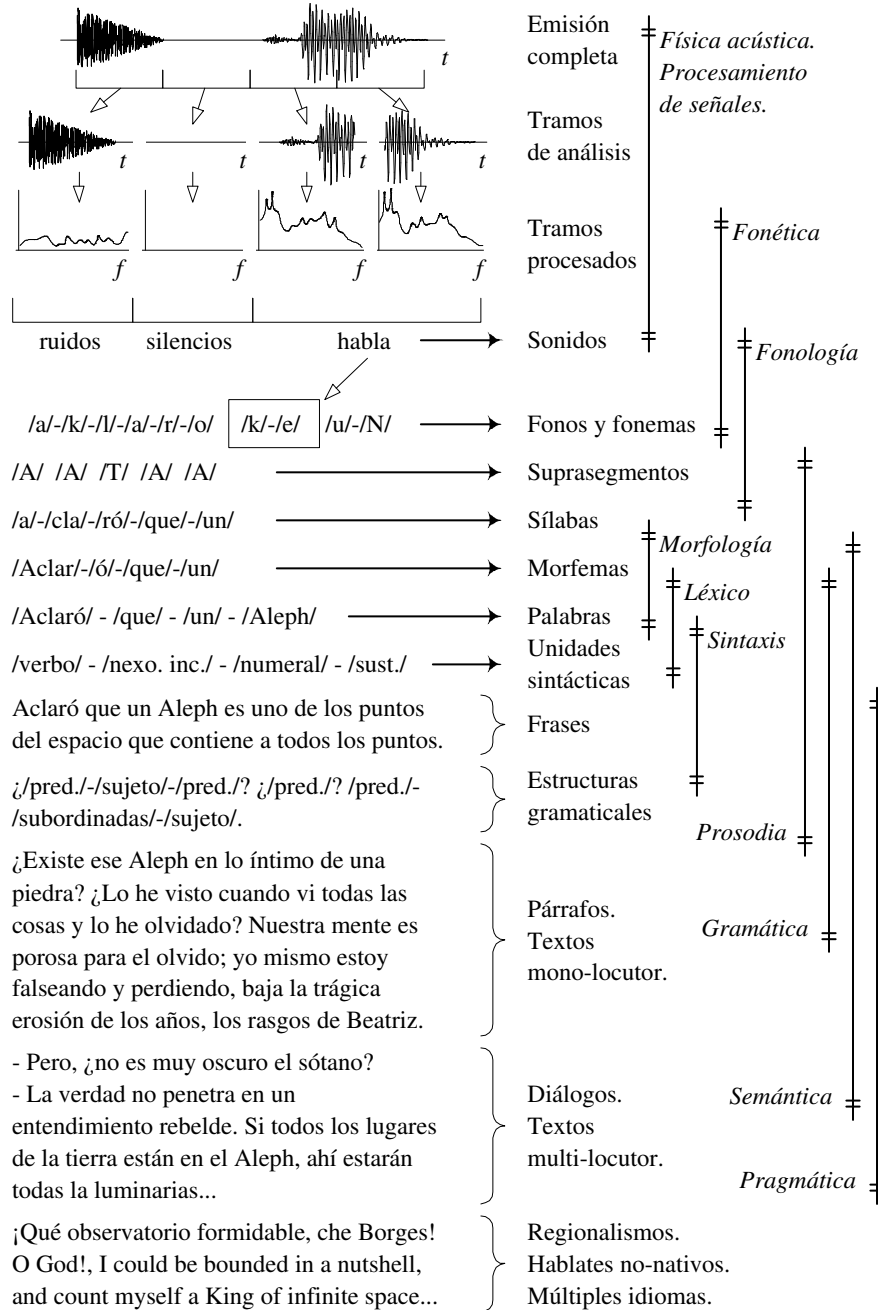 Emisión
completa
Física acústica.
Procesamiento
de señales.
t
Tramos
de análisis
t
t
t
t
Tramos
procesados
Fonética
f
f
f
f
ruidos
silencios
habla
Sonidos
Fonología
/a/-/k/-/l/-/a/-/r/-/o/ /k/-/e/ /u/-/N/
Fonos y fonemas
/A/ /A/ /T/ /A/ /A/
Suprasegmentos
/a/-/cla/-/ró/-/que/-/un/
Sílabas
Morfología
/Aclar/-/ó/-/que/-/un/
Morfemas
Léxico
/Aclaró/ - /que/ - /un/ - /Aleph/
Palabras
Sintaxis
/verbo/ - /nexo. inc./ - /numeral/ - /sust./
Unidades
sintácticas
Aclaró que un Aleph es uno de los puntos
del espacio que contiene a todos los puntos.
Frases
¿/pred./-/sujeto/-/pred./? ¿/pred./? /pred./-
/subordinadas/-/sujeto/.
Estructuras
gramaticales
Prosodia
¿Existe ese Aleph en lo íntimo de una
piedra? ¿Lo he visto cuando vi todas las
cosas y lo he olvidado? Nuestra mente es
porosa para el olvido; yo mismo estoy
falseando y perdiendo, baja la trágica
erosión de los años, los rasgos de Beatriz.
Párrafos.
Textos
mono-locutor.
Gramática
- Pero, ¿no es muy oscuro el sótano?
- La verdad no penetra en un
entendimiento rebelde. Si todos los lugares
de la tierra están en el Aleph, ahí estarán
todas la luminarias...
Diálogos.
Textos
multi-locutor.
Semántica
Pragmática
¡Qué observatorio formidable, che Borges!
O God!, I could be bounded in a nutshell,
and count myself a King of infinite space...
Regionalismos.
Hablates no-nativos.
Múltiples idiomas.